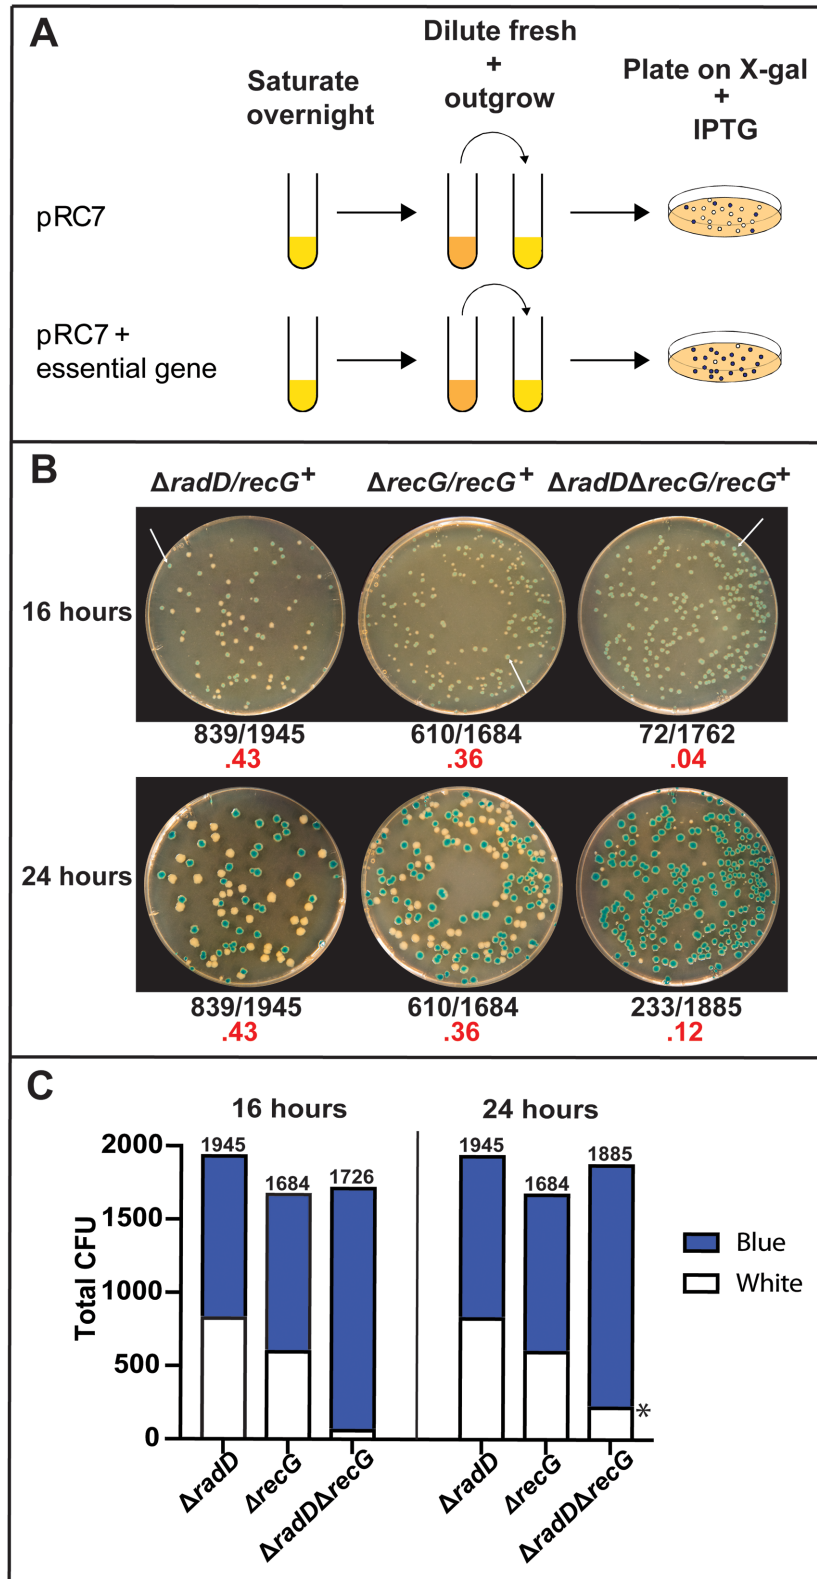 A
Saturate
overnight
Dilute fresh
+
outgrow
Plate on X-gal
+
IPTG
pRC7
pRC7 +
essential gene
B
ΔradD/recG+
ΔrecG/recG+
ΔradDΔrecG/recG+
16 hours
839/1945
.43
610/1684
.36
72/1762
.04
24 hours
839/1945
.43
610/1684
.36
233/1885
.12
C
16 hours
24 hours
Total CFU
2000
1500
1000
500
0
1945
1684
1726
1945
1684
1885
*
ΔradD
ΔrecG
ΔradDΔrecG
ΔradD
ΔrecG
ΔradDΔrecG
Blue
White